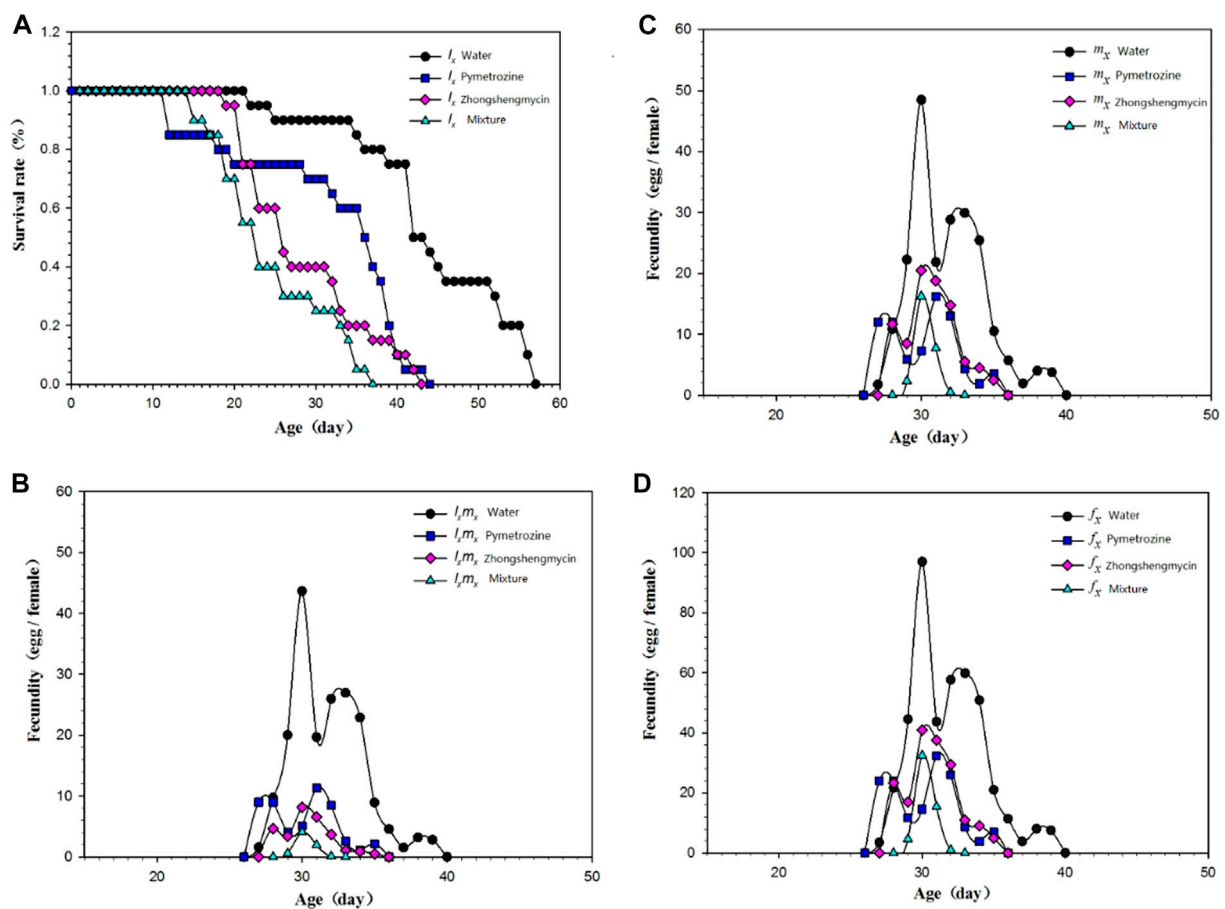 A
1.2
1.0
0.8
0.6
0.4
0.2
0.0
Survival rate (%)
0 10 20 30 40 50 60
Age (day)
lx Water
lx Pymetrozine
lx Zhongshengmycin
lx Mixture
C
60
50
40
30
20
10
0
Fecundity (egg / female)
20 30 40 50
Age (day)
mx Water
mx Pymetrozine
mx Zhongshengmycin
mx Mixture
B
60
50
40
30
20
10
0
Fecundity (egg / female)
20 30 40 50
Age (day)
lxmx Water
lxmx Pymetrozine
lxmx Zhongshengmycin
lxmx Mixture
D
120
100
80
60
40
20
0
Fecundity (egg / female)
20 30 40 50
Age (day)
fx Water
fx Pymetrozine
fx Zhongshengmycin
fx Mixture